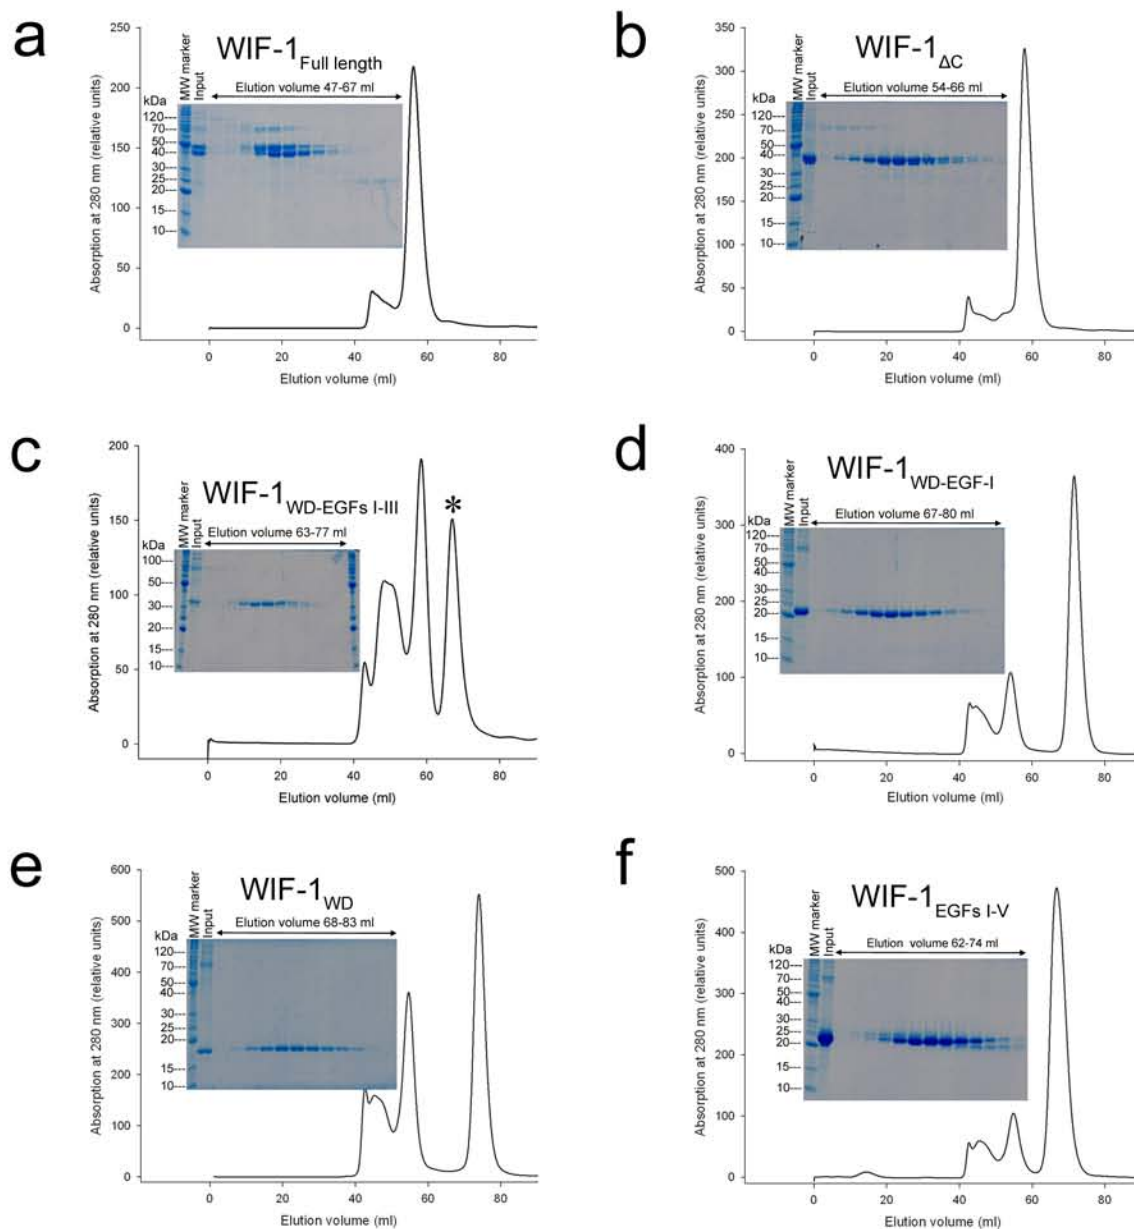 a
WIF-1 Full length
Elution volume 47-67 ml
MW marker
Input
kDa
120
70
50
40
30
25
20
15
10
250
200
150
100
50
0
Absorption at 280 nm (relative units)
0 20 40 60 80
Elution volume (ml)
b
WIF-1 ΔC
Elution volume 54-66 ml
MW marker
Input
kDa
120
70
50
40
30
25
20
15
10
350
300
250
200
150
100
50
0
Absorption at 280 nm (relative units)
0 20 40 60 80
Elution volume (ml)
c
WIF-1 WD-EGFs I-III
Elution volume 63-77 ml
MW marker
Input
kDa
100
50
30
20
15
10
*
200
150
100
50
0
Absorption at 280 nm (relative units)
0 20 40 60 80
Elution volume (ml)
d
WIF-1 WD-EGF-I
Elution volume 67-80 ml
MW marker
Input
kDa
120
70
50
40
30
25
20
15
10
400
300
200
100
0
Absorption at 280 nm (relative units)
0 20 40 60 80
Elution volume (ml)
e
WIF-1 WD
Elution volume 68-83 ml
MW marker
Input
kDa
120
70
50
40
30
25
20
15
10
600
500
400
300
200
100
0
Absorption at 280 nm (relative units)
0 20 40 60 80
Elution volume (ml)
f
WIF-1 EGFs I-V
Elution volume 62-74 ml
MW marker
Input
kDa
120
70
50
40
30
25
20
15
10
500
400
300
200
100
0
Absorption at 280 nm (relative units)
0 20 40 60 80
Elution volume (ml)